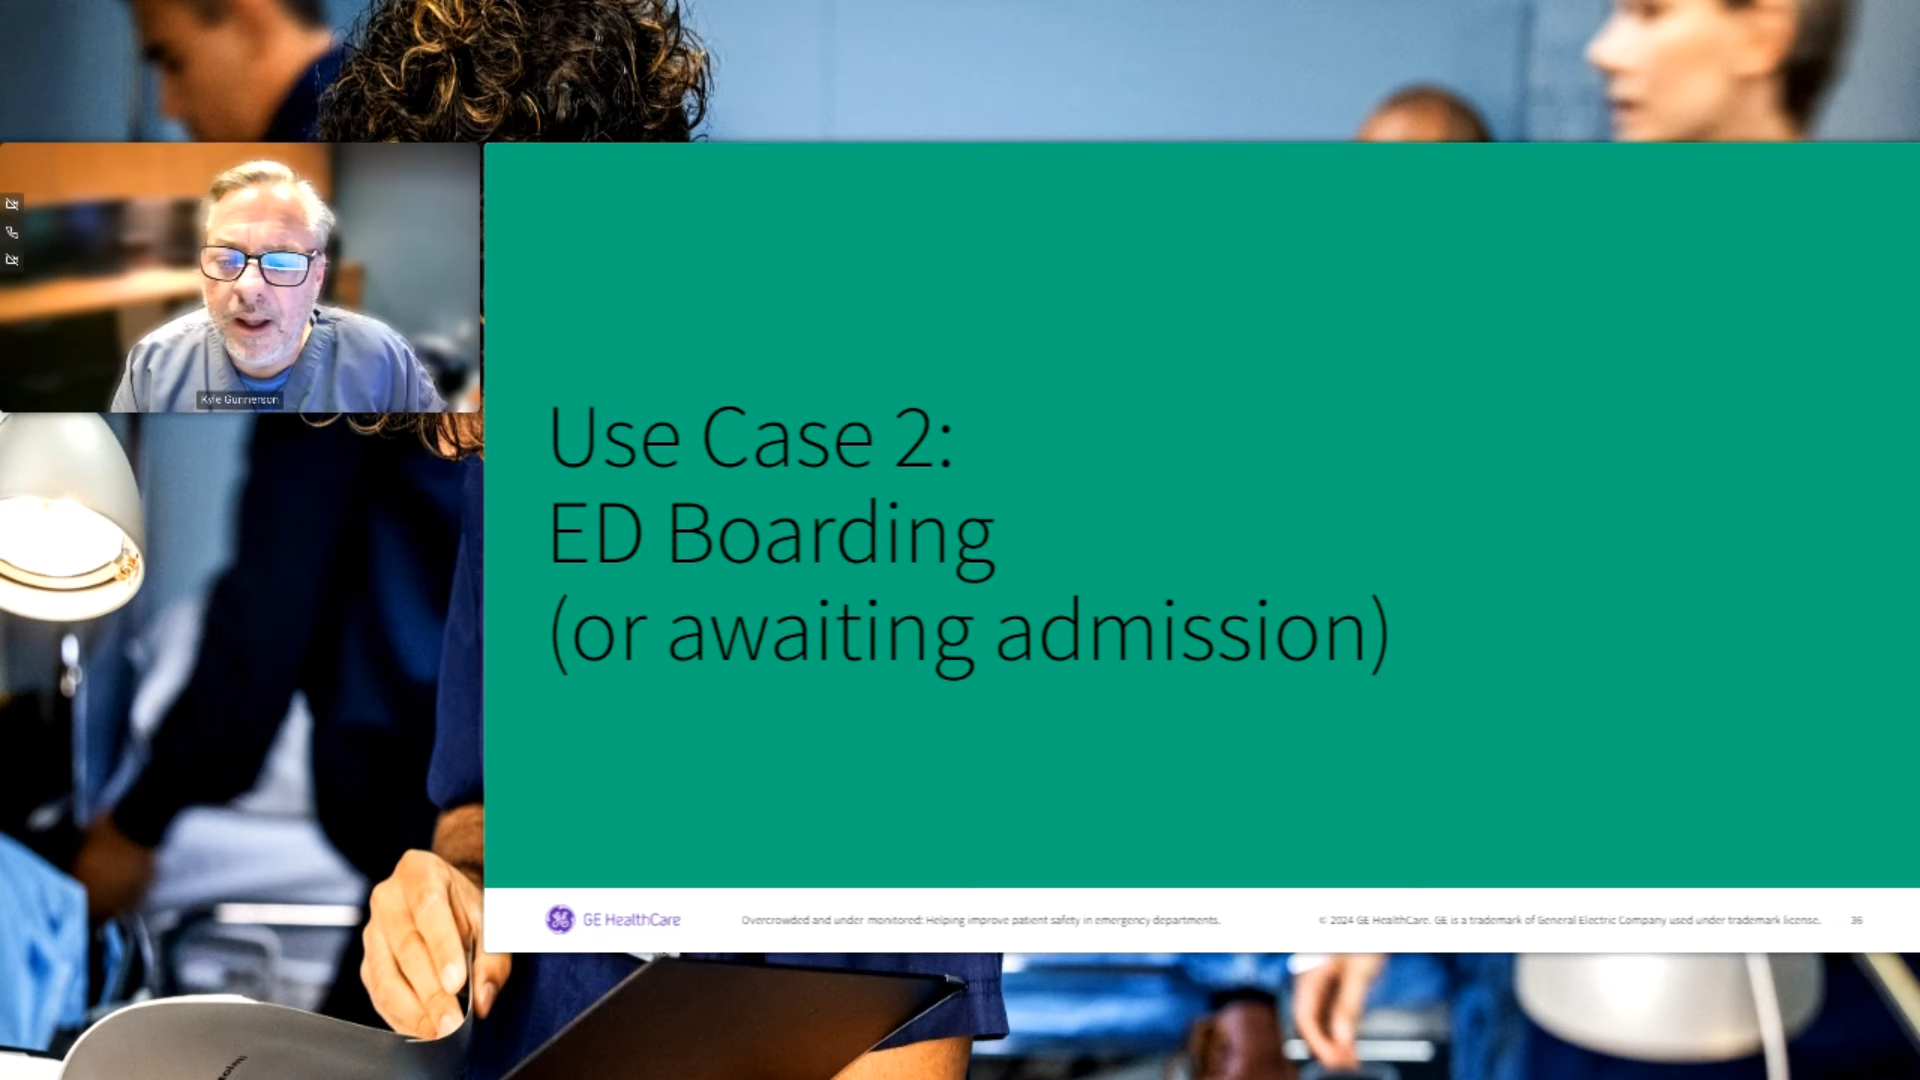 Kyle Gunnerson
Use Case 2:
ED Boarding
(or awaiting admission)
GE HealthCare
Overcrowded and under monitored: Helping improve patient safety in emergency departments.
© 2024 GE HealthCare. GE is a trademark of General Electric Company used under trademark license.
36